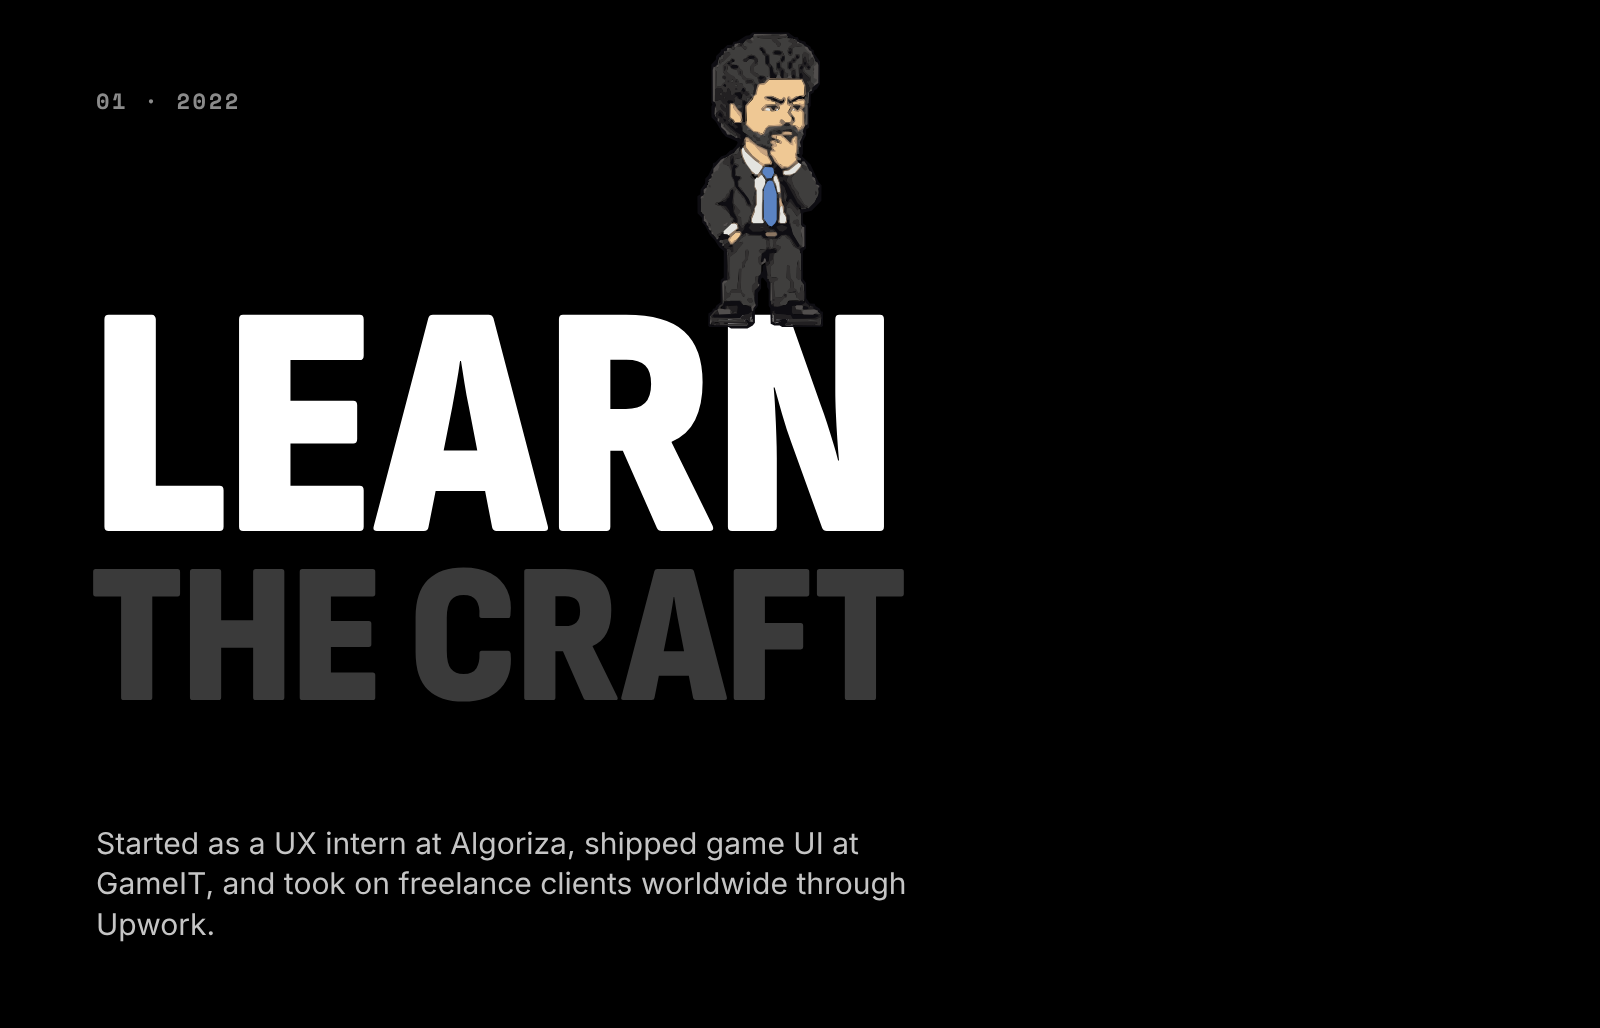 01 · 2022
LEARN
THE CRAFT
Started as a UX intern at Algoriza, shipped game UI at
GameIT, and took on freelance clients worldwide through
Upwork.